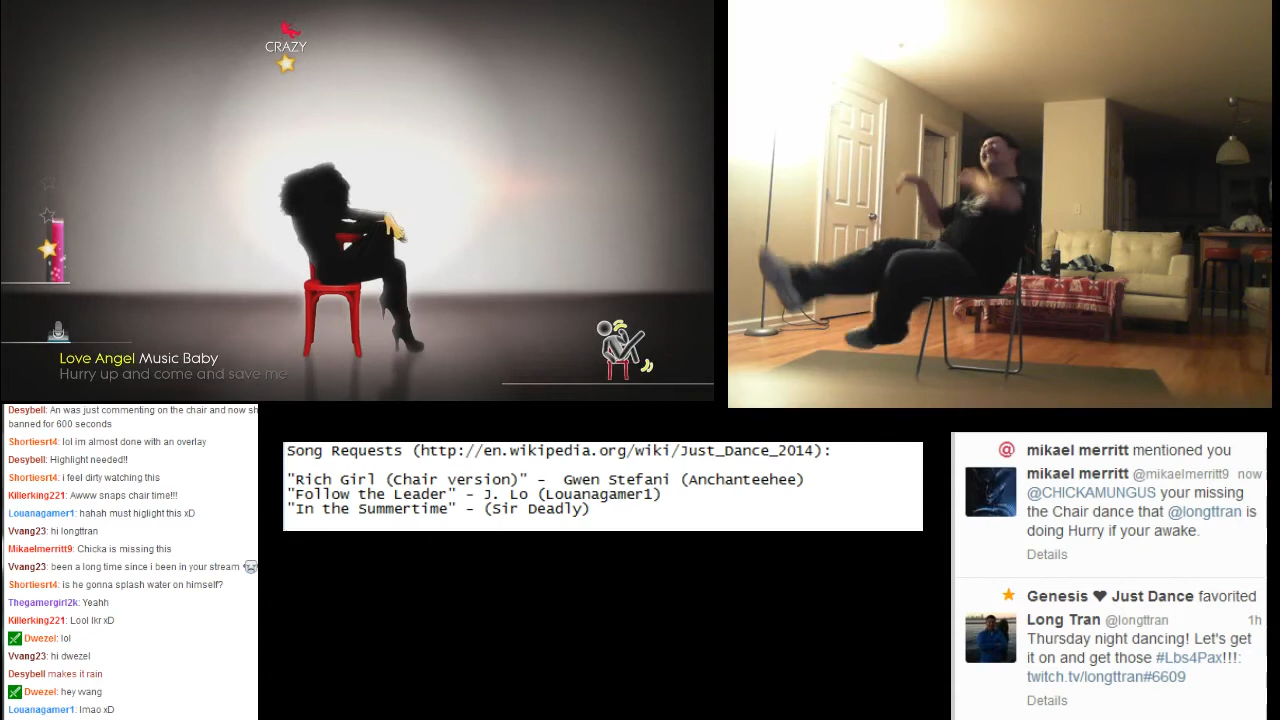 CRAZY
Love Angel Music Baby
Hurry up and come and save me
Desybell: An was just commenting on the chair and now sh
banned for 600 seconds
Shortiesrt4: lol im almost done with an overlay
Desybell: Highlight needed!!
Shortiesrt4: i feel dirty watching this
Killerking221: Awww snaps chair time!!!
Louanagamer1: hahah must higlight this xD
Vvang23: hi longttran
Mikaelmerritt9: Chicka is missing this
Vvang23: been a long time since i been in your stream
Shortiesrt4: is he gonna splash water on himself?
Thegamergirl2k: Yeahh
Killerking221: Lool Ikr xD
Dwezel: lol
Vvang23: hi dwezel
Desybell makes it rain
Dwezel: hey vvang
Louanagamer1: lmao xD
Song Requests (http://en.wikipedia.org/wiki/Just_Dance_2014):
"Rich Girl (Chair version)" -  Gwen Stefani (Anchanteehee)
"Follow the Leader" - J. Lo (Louanagamer1)
"In the Summertime" - (Sir Deadly)
mikael merritt mentioned you
mikael merritt @mikaelmerritt9 now
@CHICKAMUNGUS your missing
the Chair dance that @longttran is
doing Hurry if your awake.
Details
Genesis ♥ Just Dance favorited
Long Tran @longttran 1h
Thursday night dancing! Let's get
it on and get those #Lbs4Pax!!!:
twitch.tv/longttran#6609
Details